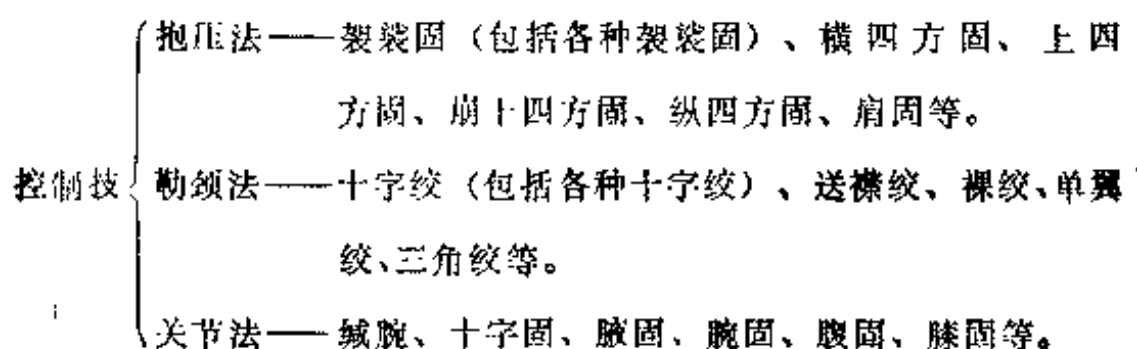 抱压法——袈裟固（包括各种袈裟固）、横四方固、上四
方固、崩上四方固、纵四方固、肩固等。
控制技 勒颈法——十字绞（包括各种十字绞）、送襟绞、裸绞、单翼
绞、三角绞等。
关节法——缄腕、十字固、腋固、腕固、腹固、膝固等。